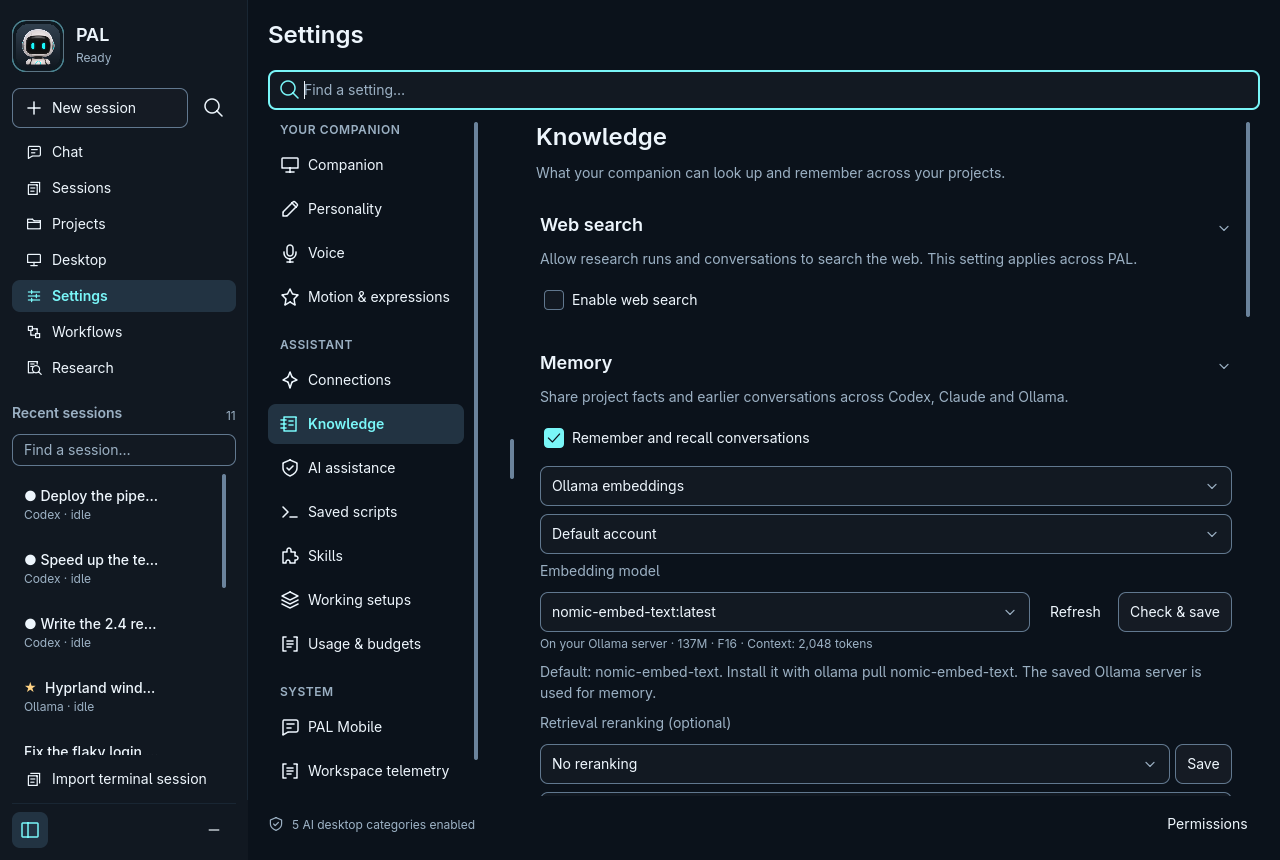 PAL
Ready
New session
Chat
Sessions
Projects
Desktop
Settings
Workflows
Research
Recent sessions
11
Find a session...
Deploy the pipe...
Codex · idle
Speed up the te...
Codex · idle
Write the 2.4 re...
Codex · idle
Hyprland wind...
Ollama · idle
Fix the flaky login
Import terminal session
Settings
Find a setting...
YOUR COMPANION
Companion
Personality
Voice
Motion & expressions
ASSISTANT
Connections
Knowledge
AI assistance
Saved scripts
Skills
Working setups
Usage & budgets
SYSTEM
PAL Mobile
Workspace telemetry
Knowledge
What your companion can look up and remember across your projects.
Web search
Allow research runs and conversations to search the web. This setting applies across PAL.
Enable web search
Memory
Share project facts and earlier conversations across Codex, Claude and Ollama.
Remember and recall conversations
Ollama embeddings
Default account
Embedding model
nomic-embed-text:latest
Refresh
Check & save
On your Ollama server · 137M · F16 · Context: 2,048 tokens
Default: nomic-embed-text. Install it with ollama pull nomic-embed-text. The saved Ollama server is
used for memory.
Retrieval reranking (optional)
No reranking
Save
5 AI desktop categories enabled
Permissions